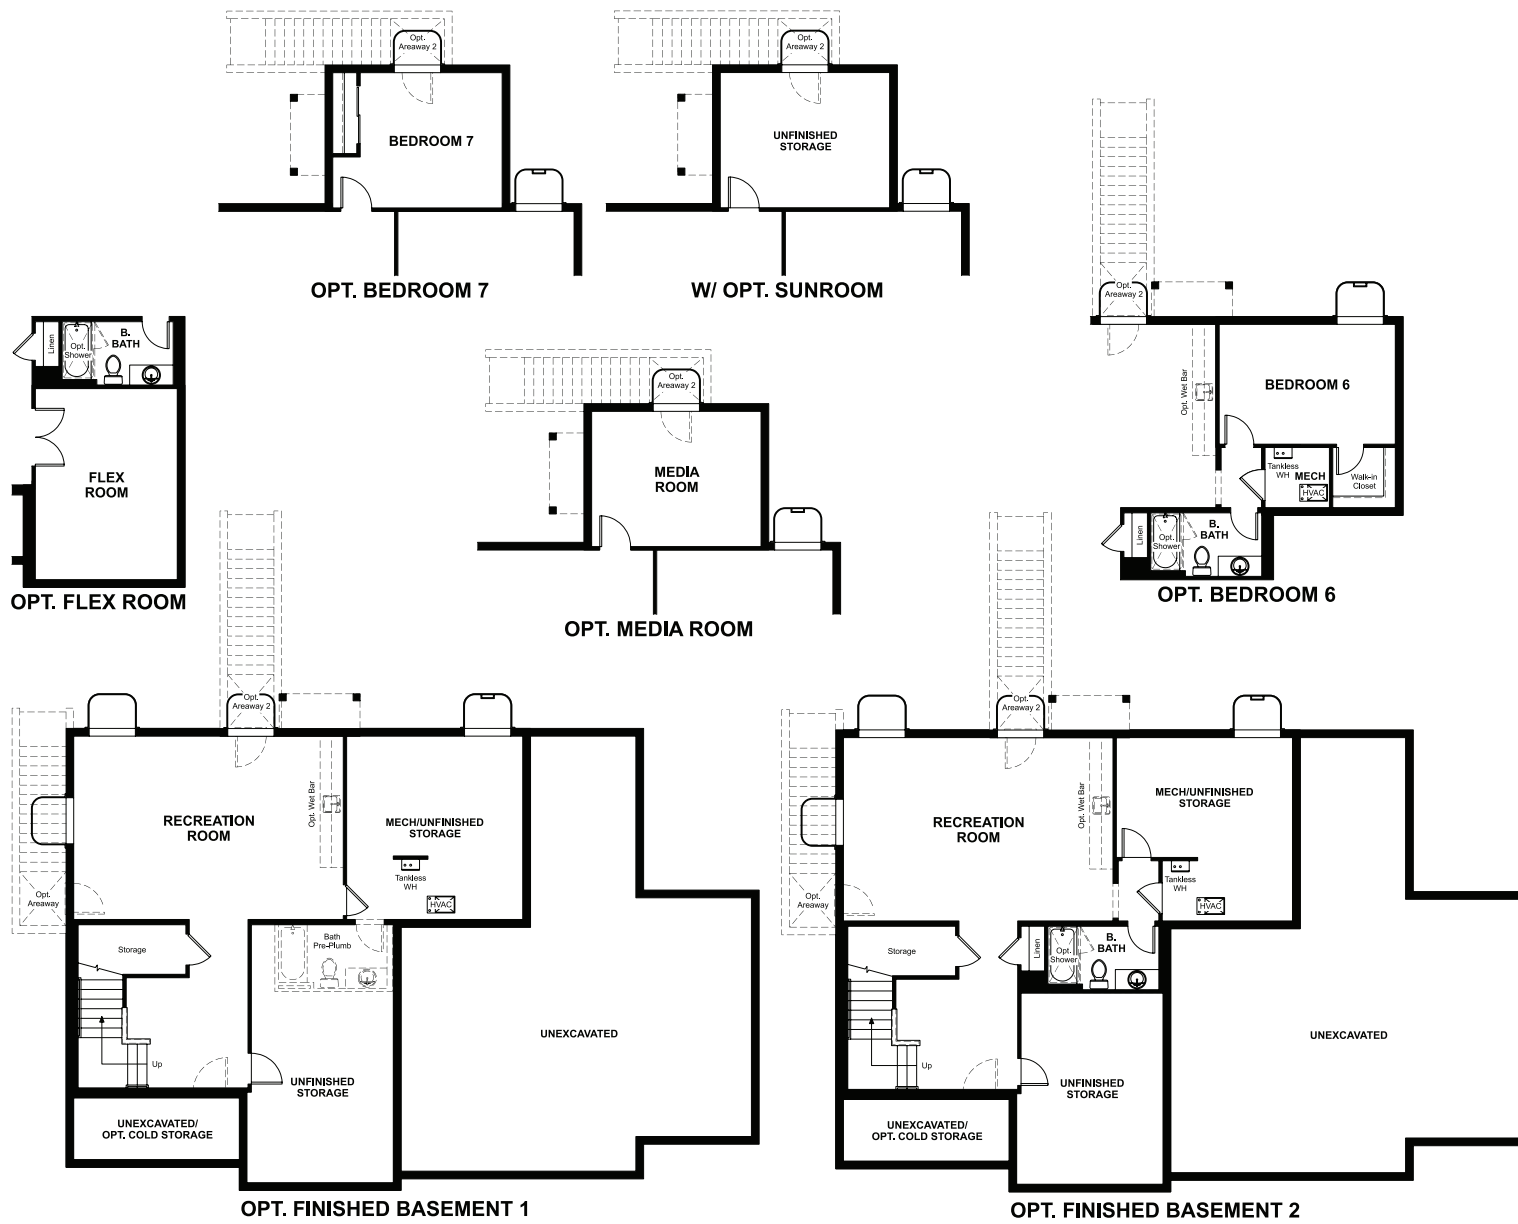 Opt.
Areaway 2
BEDROOM 7
OPT. BEDROOM 7
Opt.
Areaway 2
UNFINISHED
STORAGE
W/ OPT. SUNROOM
Linen
Opt.
Shower
B.
BATH
FLEX
ROOM
OPT. FLEX ROOM
Opt.
Areaway 2
MEDIA
ROOM
OPT. MEDIA ROOM
Opt.
Areaway 2
Opt. Wet Bar
BEDROOM 6
Tankless
WH
MECH
HVAC
Walk-in
Closet
Linen
Opt.
Shower
B.
BATH
OPT. BEDROOM 6
Opt.
Areaway 2
RECREATION
ROOM
Opt. Wet Bar
MECH/UNFINISHED
STORAGE
Tankless
WH
HVAC
Opt.
Areaway
Storage
Bath
Pre-Plumb
Up
UNFINISHED
STORAGE
UNEXCAVATED
UNEXCAVATED/
OPT. COLD STORAGE
OPT. FINISHED BASEMENT 1
Opt.
Areaway 2
RECREATION
ROOM
Opt. Wet Bar
MECH/UNFINISHED
STORAGE
Tankless
WH
HVAC
Opt.
Areaway
Storage
Linen
Opt.
Shower
B.
BATH
Up
UNFINISHED
STORAGE
UNEXCAVATED
UNEXCAVATED/
OPT. COLD STORAGE
OPT. FINISHED BASEMENT 2